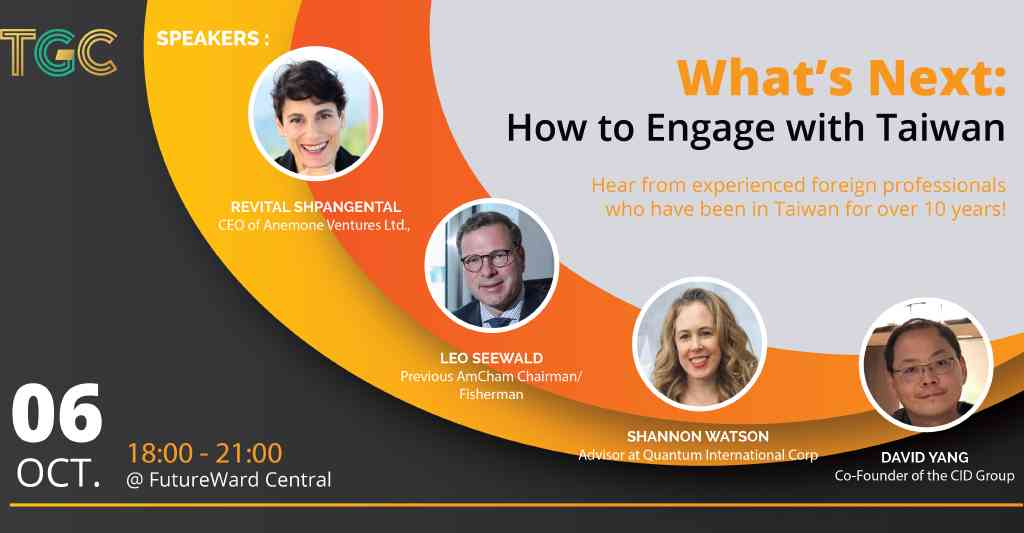 TGC
SPEAKERS :
What's Next:
How to Engage with Taiwan
Hear from experienced foreign professionals
who have been in Taiwan for over 10 years!
REVITAL SHPANGENTAL
CEO of Anemone Ventures Ltd.,
LEO SEEWALD
Previous AmCham Chairman/
Fisherman
SHANNON WATSON
Advisor at Quantum International Corp
DAVID YANG
Co-Founder of the CID Group
06
OCT.
18:00 - 21:00
@ FutureWard Central